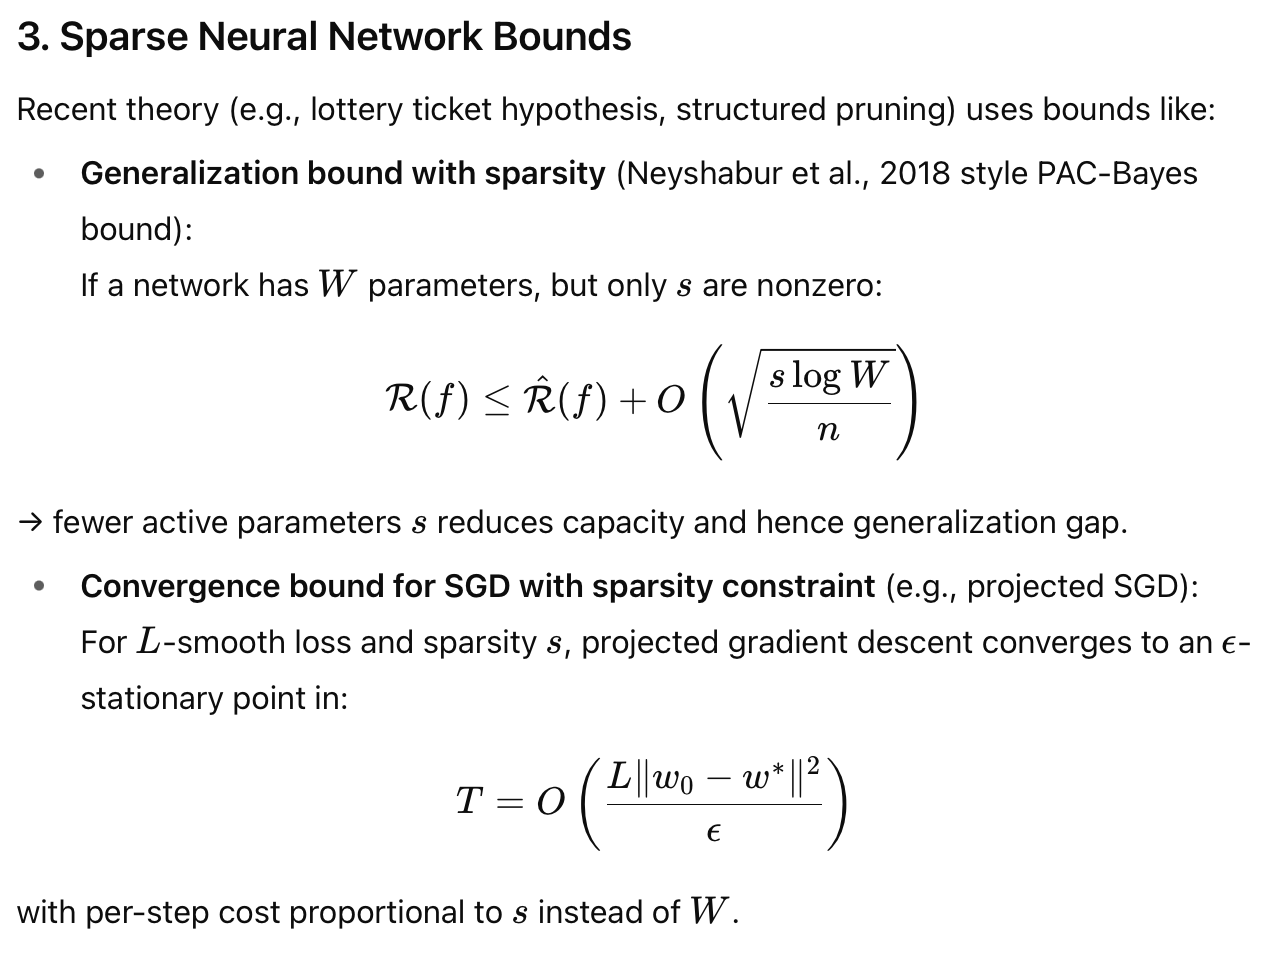 3. Sparse Neural Network Bounds
Recent theory (e.g., lottery ticket hypothesis, structured pruning) uses bounds like:
• Generalization bound with sparsity (Neyshabur et al., 2018 style PAC-Bayes
bound):
If a network has W parameters, but only s are nonzero:
$$\mathcal{R}(f) \leq \hat{\mathcal{R}}(f) + O\left(\sqrt{\frac{s \log W}{n}}\right)$$
→ fewer active parameters s reduces capacity and hence generalization gap.
• Convergence bound for SGD with sparsity constraint (e.g., projected SGD):
For L-smooth loss and sparsity s, projected gradient descent converges to an ϵ-
stationary point in:
$$T = O\left(\frac{L\|w_0 - w^*\|^2}{\epsilon}\right)$$
with per-step cost proportional to s instead of W.